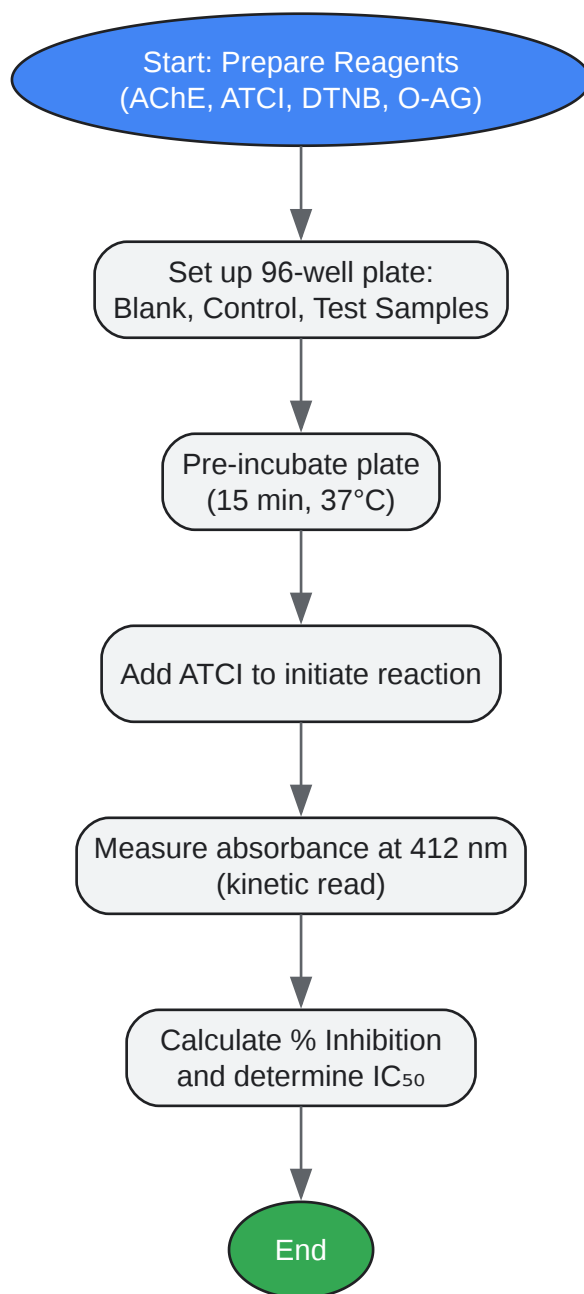 Start: Prepare Reagents
(AChE, ATCI, DTNB, O-AG)
Set up 96-well plate:
Blank, Control, Test Samples
Pre-incubate plate
(15 min, 37°C)
Add ATCI to initiate reaction
Measure absorbance at 412 nm
(kinetic read)
Calculate % Inhibition
and determine IC₅₀
End